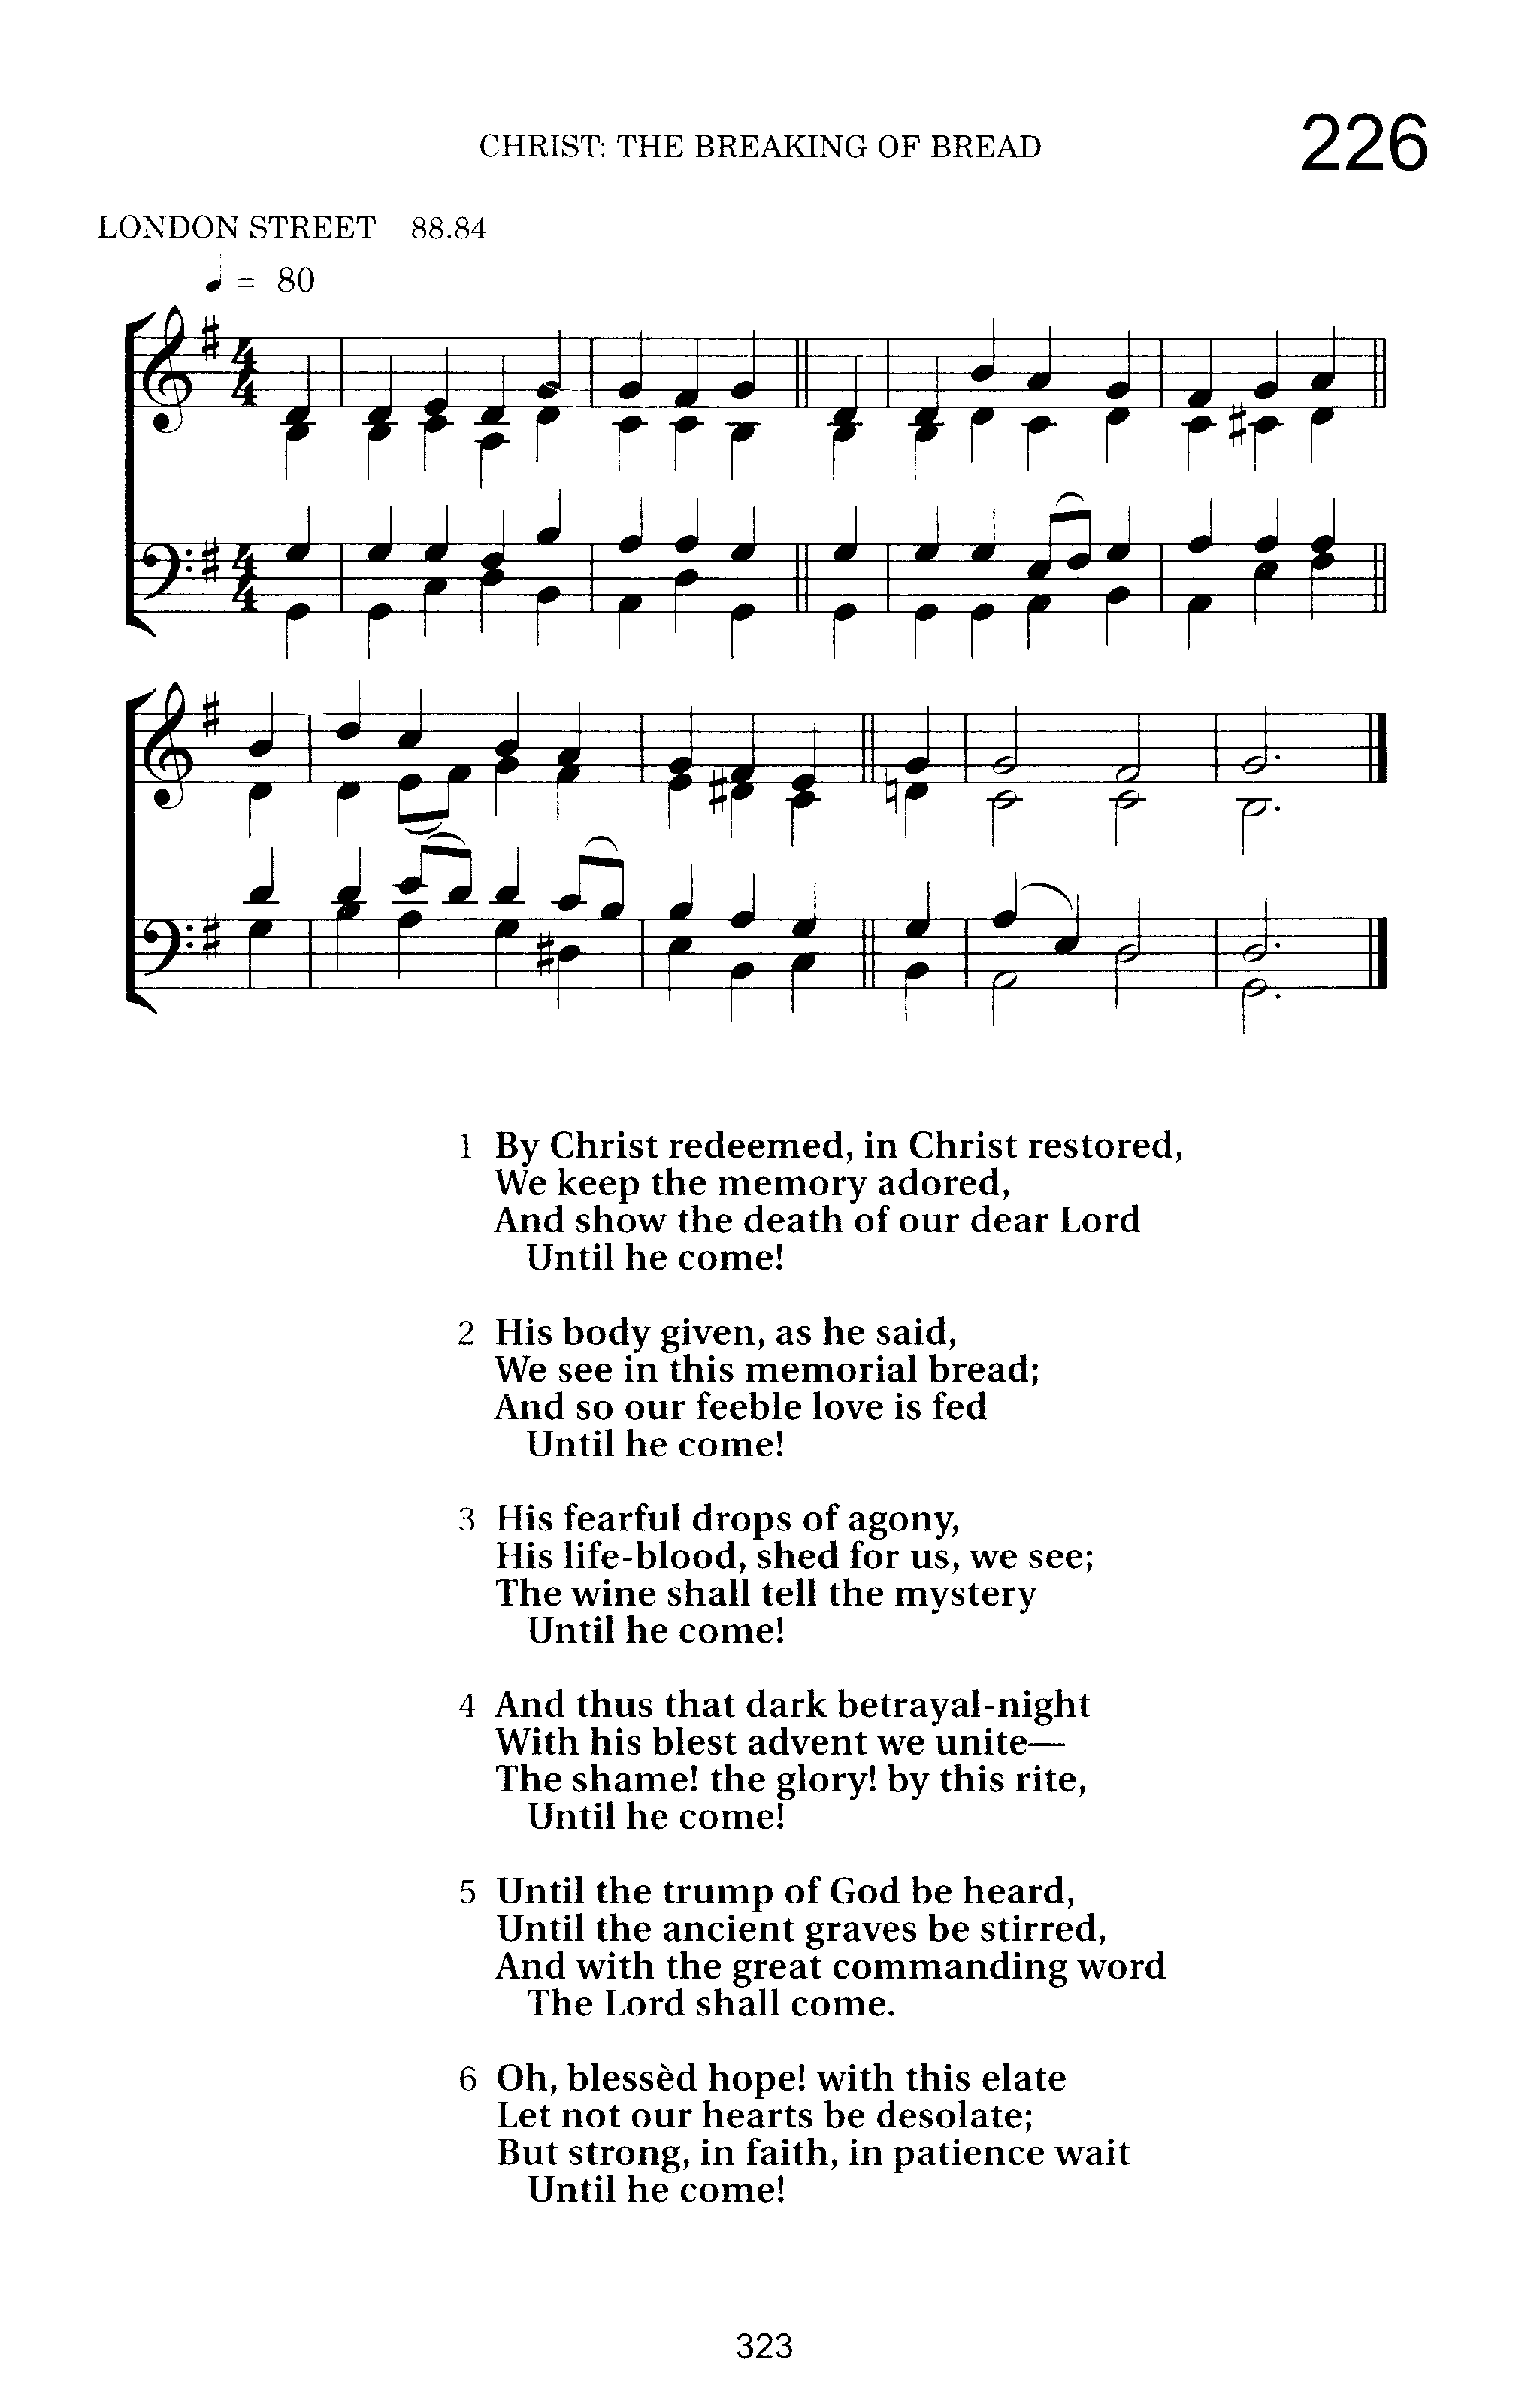 CHRIST: THE BREAKING OF BREAD
226
LONDON STREET 88.84
♩ = 80
1 By Christ redeemed, in Christ restored,
We keep the memory adored,
And show the death of our dear Lord
Until he come!
2 His body given, as he said,
We see in this memorial bread;
And so our feeble love is fed
Until he come!
3 His fearful drops of agony,
His life-blood, shed for us, we see;
The wine shall tell the mystery
Until he come!
4 And thus that dark betrayal-night
With his blest advent we unite—
The shame! the glory! by this rite,
Until he come!
5 Until the trump of God be heard,
Until the ancient graves be stirred,
And with the great commanding word
The Lord shall come.
6 Oh, blessèd hope! with this elate
Let not our hearts be desolate;
But strong, in faith, in patience wait
Until he come!
323